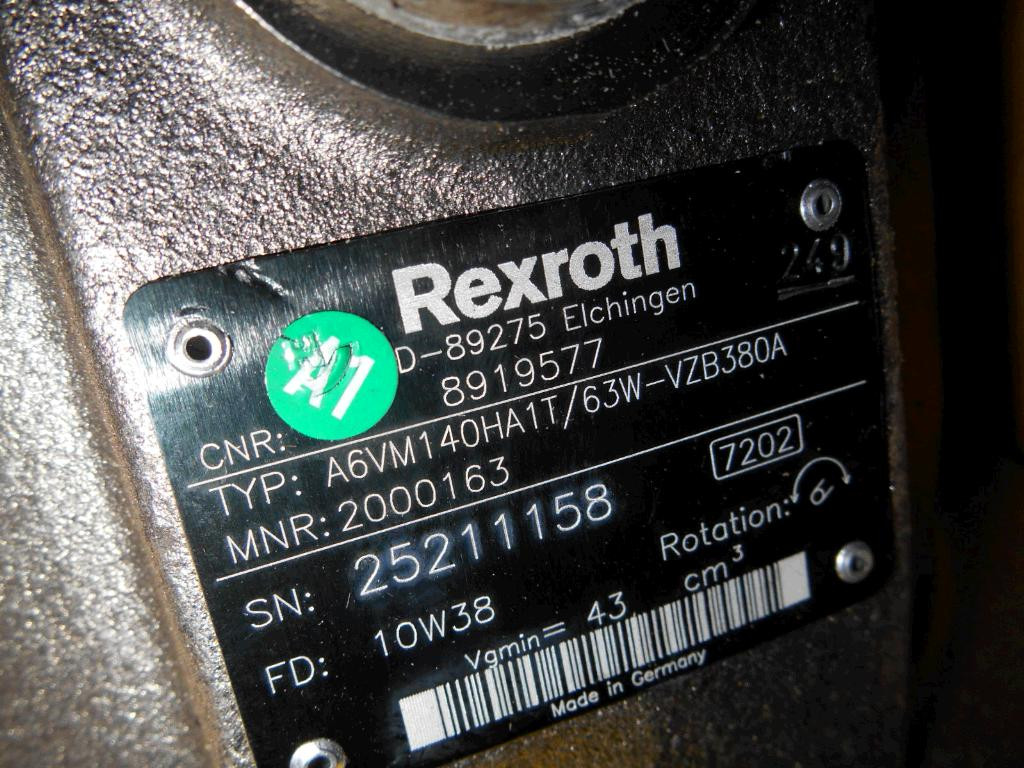 Rexroth
249
D-89275 Elchingen
CNR: 8919577
TYP: A6VM140HA1T/63W-VZB380A
MNR: 2000163
7202
SN: 25211158
Rotation:
FD: 10W38
Vgmin= 43 cm³
Made in Germany